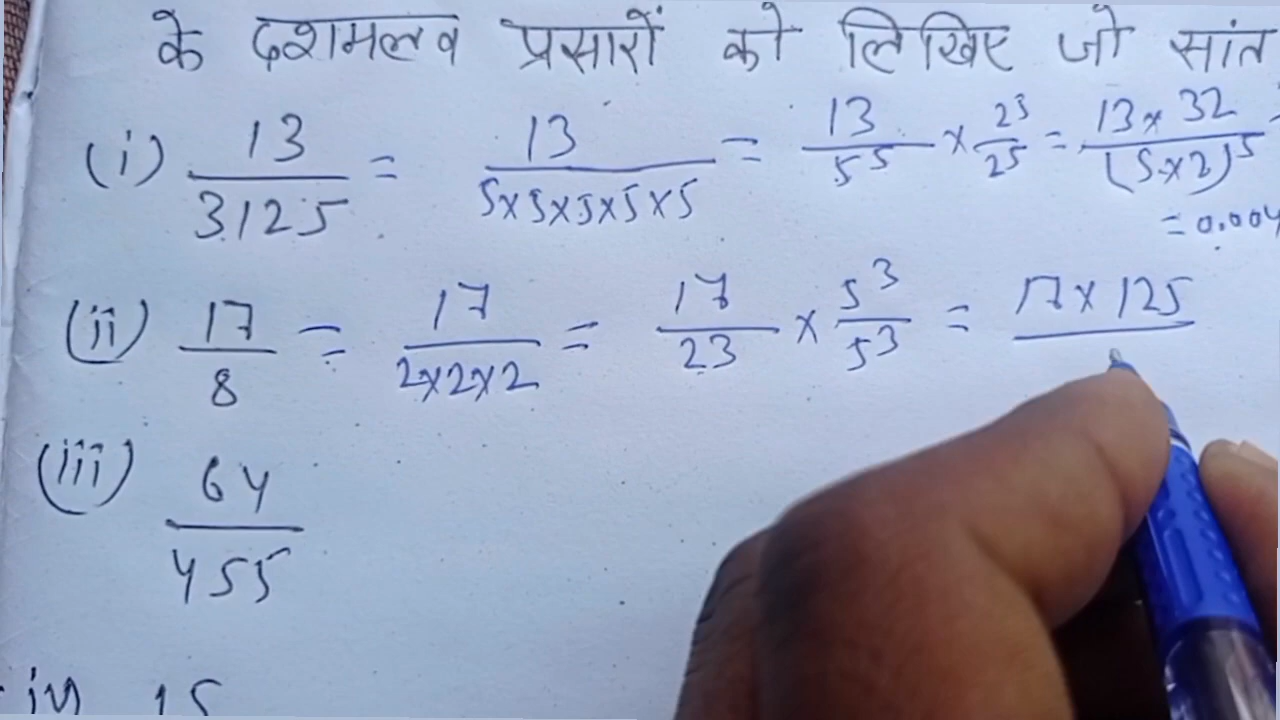 के दशमलव प्रसारों को लिखिए जो सांत
(i) 13/3125 = 13/5×5×5×5×5 = 13/5⁵ × 2⁵/2⁵ = 13×32/(5×2)⁵
= 0.004
(ii) 17/8 = 17/2×2×2 = 17/2³ × 5³/5³ = 17×125
(iii) 64/455
iv 15